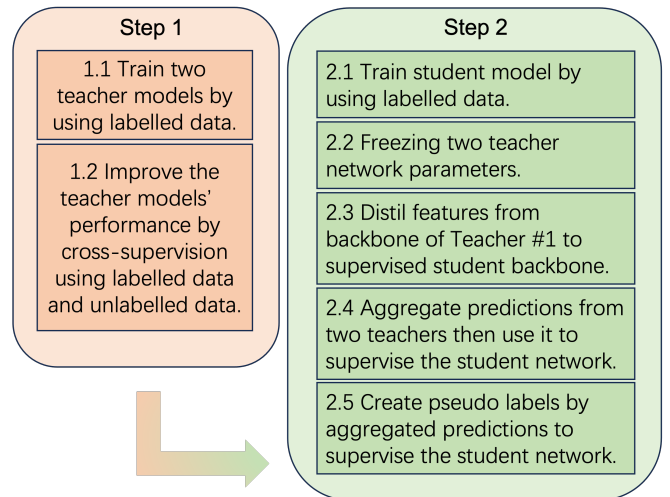 Step 1
1.1 Train two
teacher models by
using labelled data.
1.2 Improve the
teacher models’
performance by
cross-supervision
using labelled data
and unlabelled data.
Step 2
2.1 Train student model by
using labelled data.
2.2 Freezing two teacher
network parameters.
2.3 Distil features from
backbone of Teacher #1 to
supervised student backbone.
2.4 Aggregate predictions from
two teachers then use it to
supervise the student network.
2.5 Create pseudo labels by
aggregated predictions to
supervise the student network.